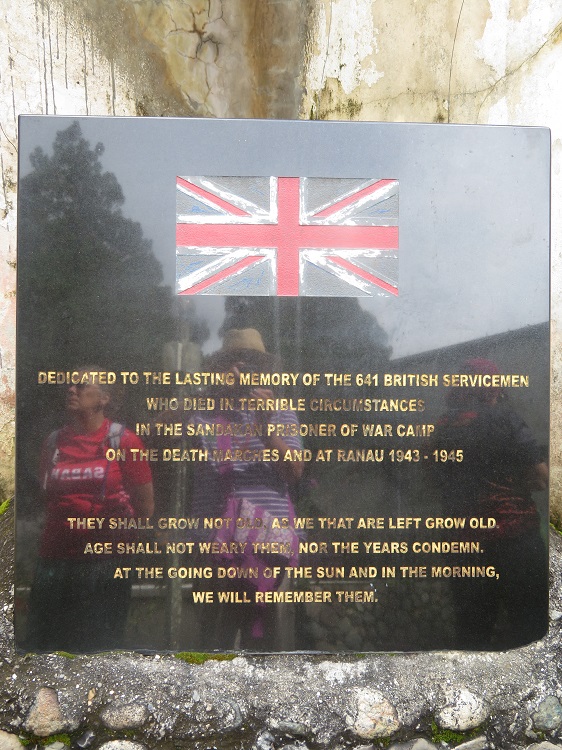 DEDICATED TO THE LASTING MEMORY OF THE 641 BRITISH SERVICEMEN
WHO DIED IN TERRIBLE CIRCUMSTANCES
IN THE SANDAKAN PRISONER OF WAR CAMP
ON THE DEATH MARCHES AND AT RANAU 1943 - 1945
THEY SHALL GROW NOT OLD, AS WE THAT ARE LEFT GROW OLD.
AGE SHALL NOT WEARY THEM, NOR THE YEARS CONDEMN.
AT THE GOING DOWN OF THE SUN AND IN THE MORNING,
WE WILL REMEMBER THEM.